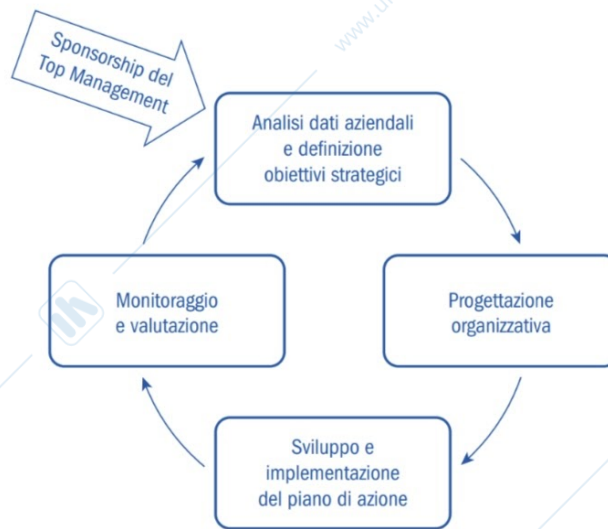 Sponsorship del
Top Management
Analisi dati aziendali
e definizione
obiettivi strategici
Monitoraggio
e valutazione
Progettazione
organizzativa
Sviluppo e
implementazione
del piano di azione